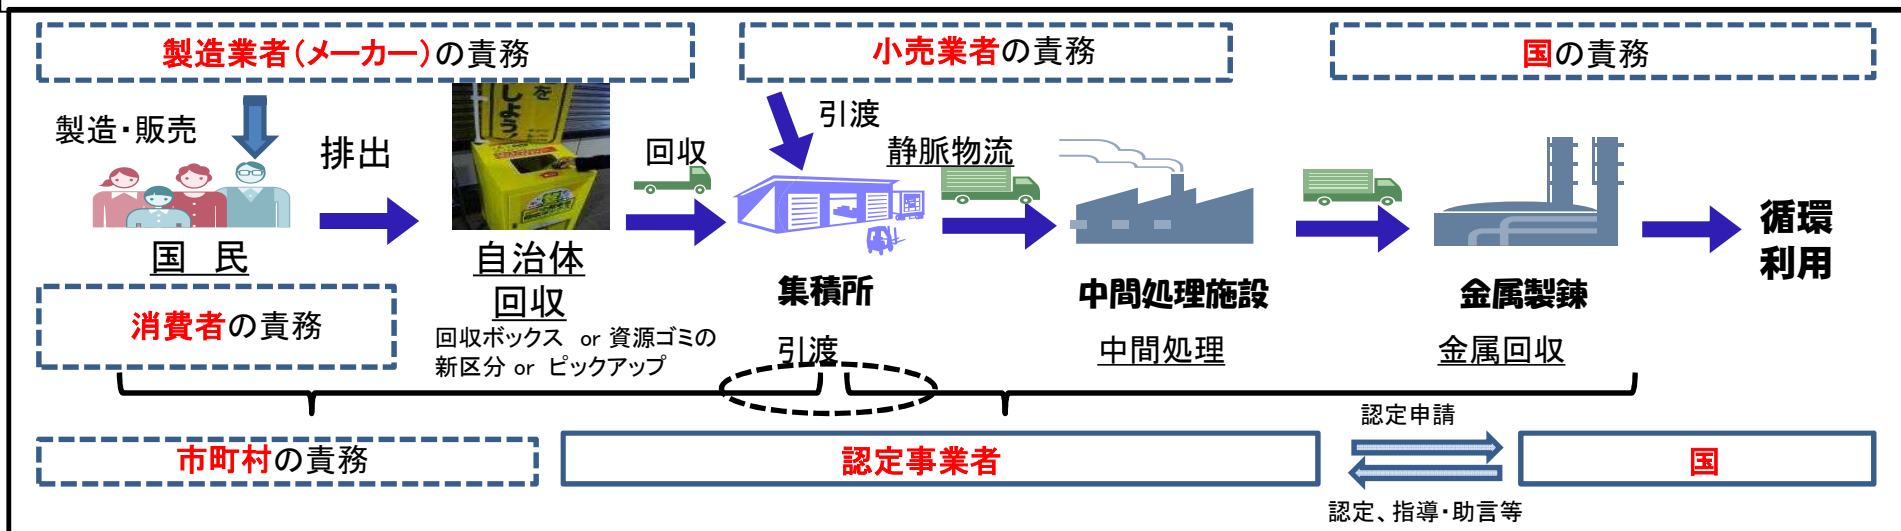 製造業者(メーカー)の責務
小売業者の責務
国の責務
製造・販売
排出
を
しよう!
回収
引渡
静脈物流
国 民
自治体
回収
回収ボックス or 資源ゴミの
新区分 or ピックアップ
集積所
引渡
中間処理施設
中間処理
金属製錬
金属回収
循環
利用
消費者の責務
市町村の責務
認定事業者
認定申請
国
認定、指導・助言等